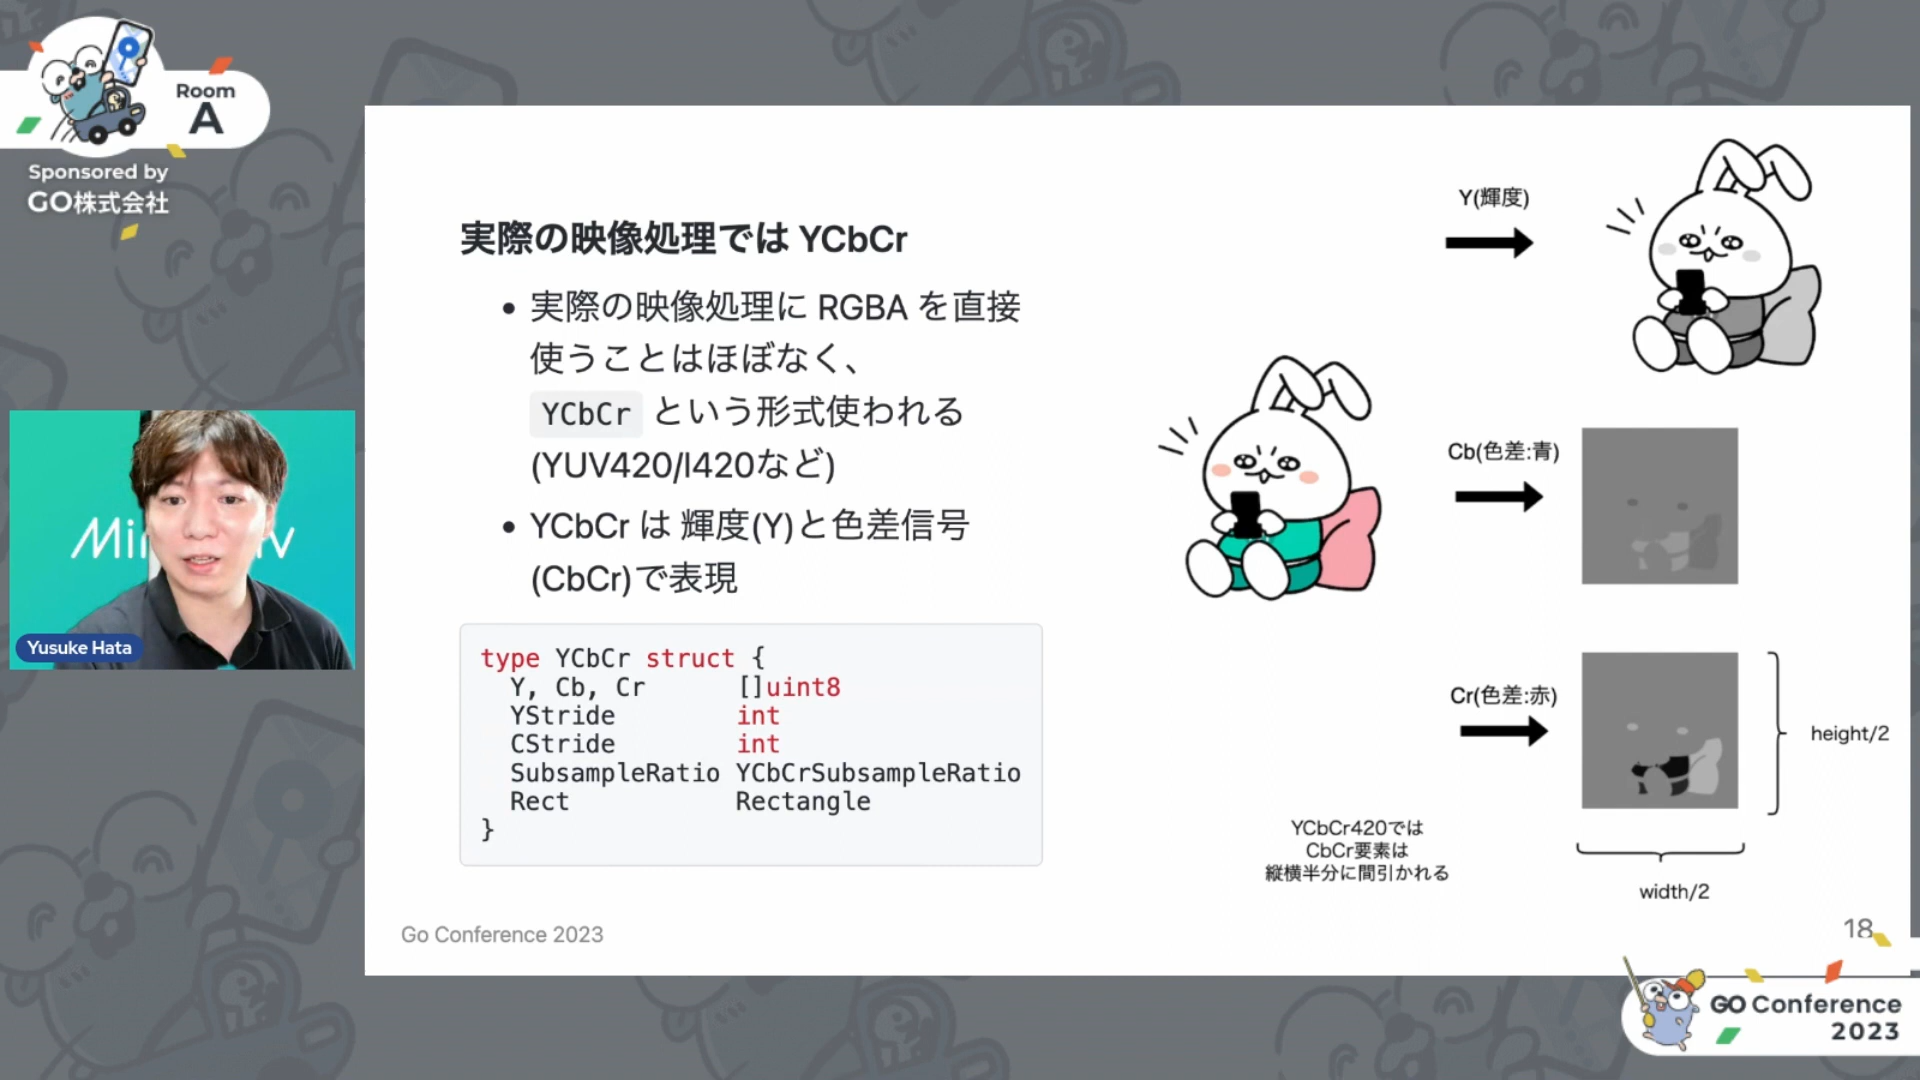 Room
A
Sponsored by
GO株式会社
Yusuke Hata
実際の映像処理では YCbCr
• 実際の映像処理に RGBA を直接
使うことはほぼなく、
YCbCr という形式使われる
(YUV420/I420など)
• YCbCr は 輝度(Y)と色差信号
(CbCr)で表現
type YCbCr struct {
Y, Cb, Cr []uint8
YStride int
CStride int
SubsampleRatio YCbCrSubsampleRatio
Rect Rectangle
}
Y(輝度)
Cb(色差:青)
Cr(色差:赤)
height/2
width/2
YCbCr420では
CbCr要素は
縦横半分に間引かれる
Go Conference 2023
18
GO Conference
2023